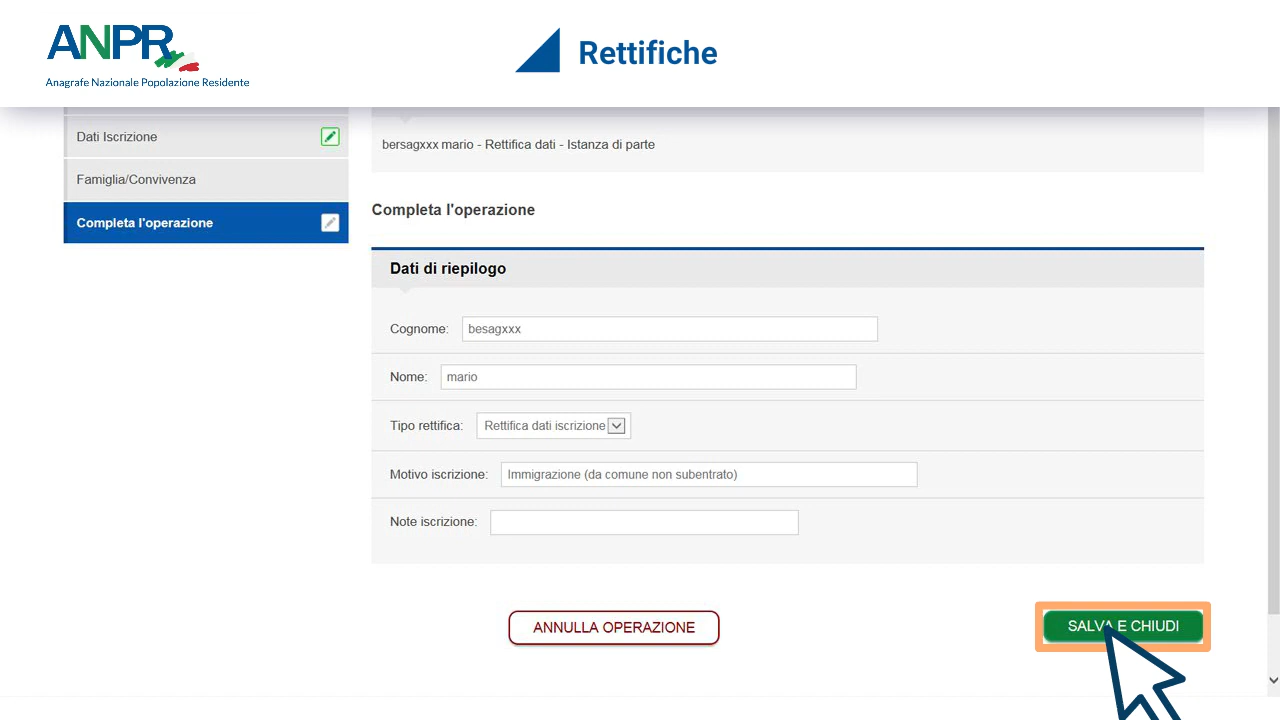 ANPR
Anagrafe Nazionale Popolazione Residente
Rettifiche
Dati Iscrizione
Famiglia/Convivenza
Completa l'operazione
bersagxxx mario - Rettifica dati - Istanza di parte
Completa l'operazione
Dati di riepilogo
Cognome: besagxxx
Nome: mario
Tipo rettifica: Rettifica dati iscrizione
Motivo iscrizione: Immigrazione (da comune non subentrato)
Note iscrizione:
ANNULLA OPERAZIONE
SALVA E CHIUDI